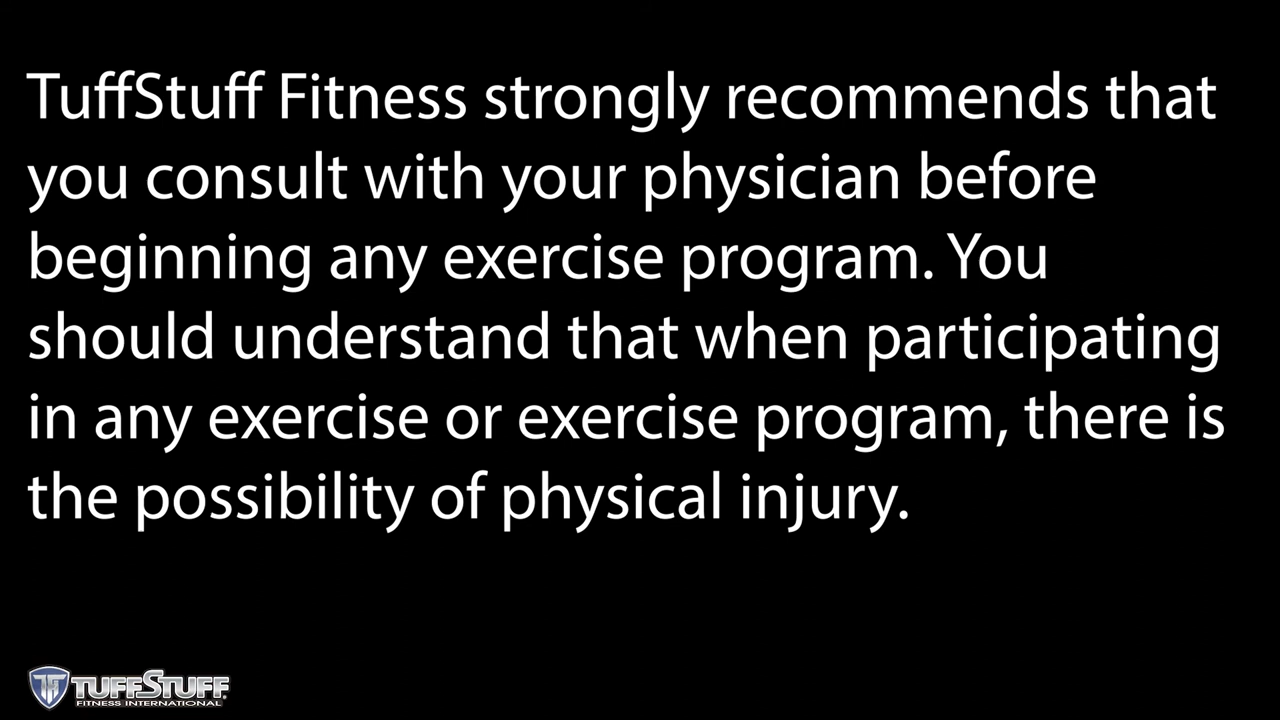 TuffStuff Fitness strongly recommends that
you consult with your physician before
beginning any exercise program. You
should understand that when participating
in any exercise or exercise program, there is
the possibility of physical injury.
TUFFSTUFF
FITNESS INTERNATIONAL